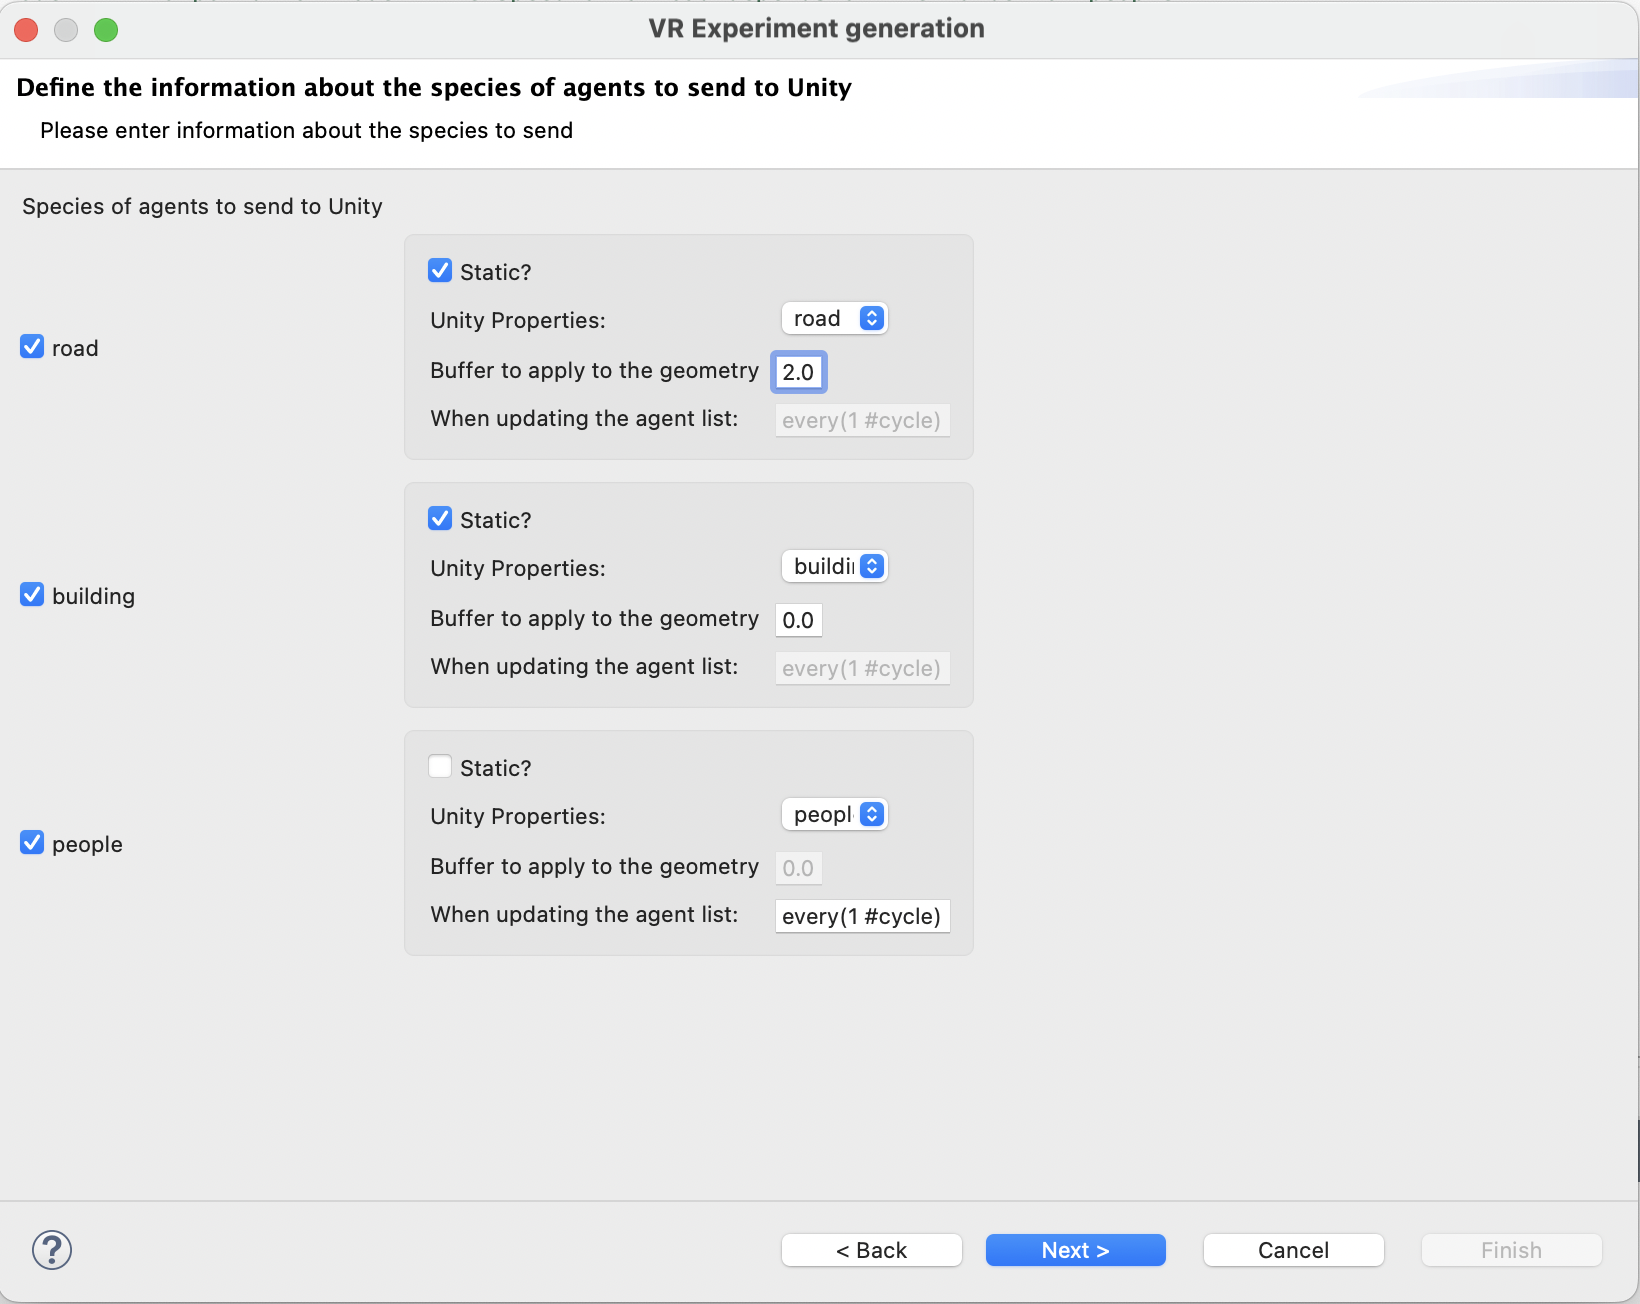 VR Experiment generation
Define the information about the species of agents to send to Unity
Please enter information about the species to send
Species of agents to send to Unity
road
Static?
Unity Properties: road
Buffer to apply to the geometry 2.0
When updating the agent list: every(1 #cycle)
building
Static?
Unity Properties: buildi
Buffer to apply to the geometry 0.0
When updating the agent list: every(1 #cycle)
people
Static?
Unity Properties: peopl
Buffer to apply to the geometry 0.0
When updating the agent list: every(1 #cycle)
?
< Back
Next >
Cancel
Finish